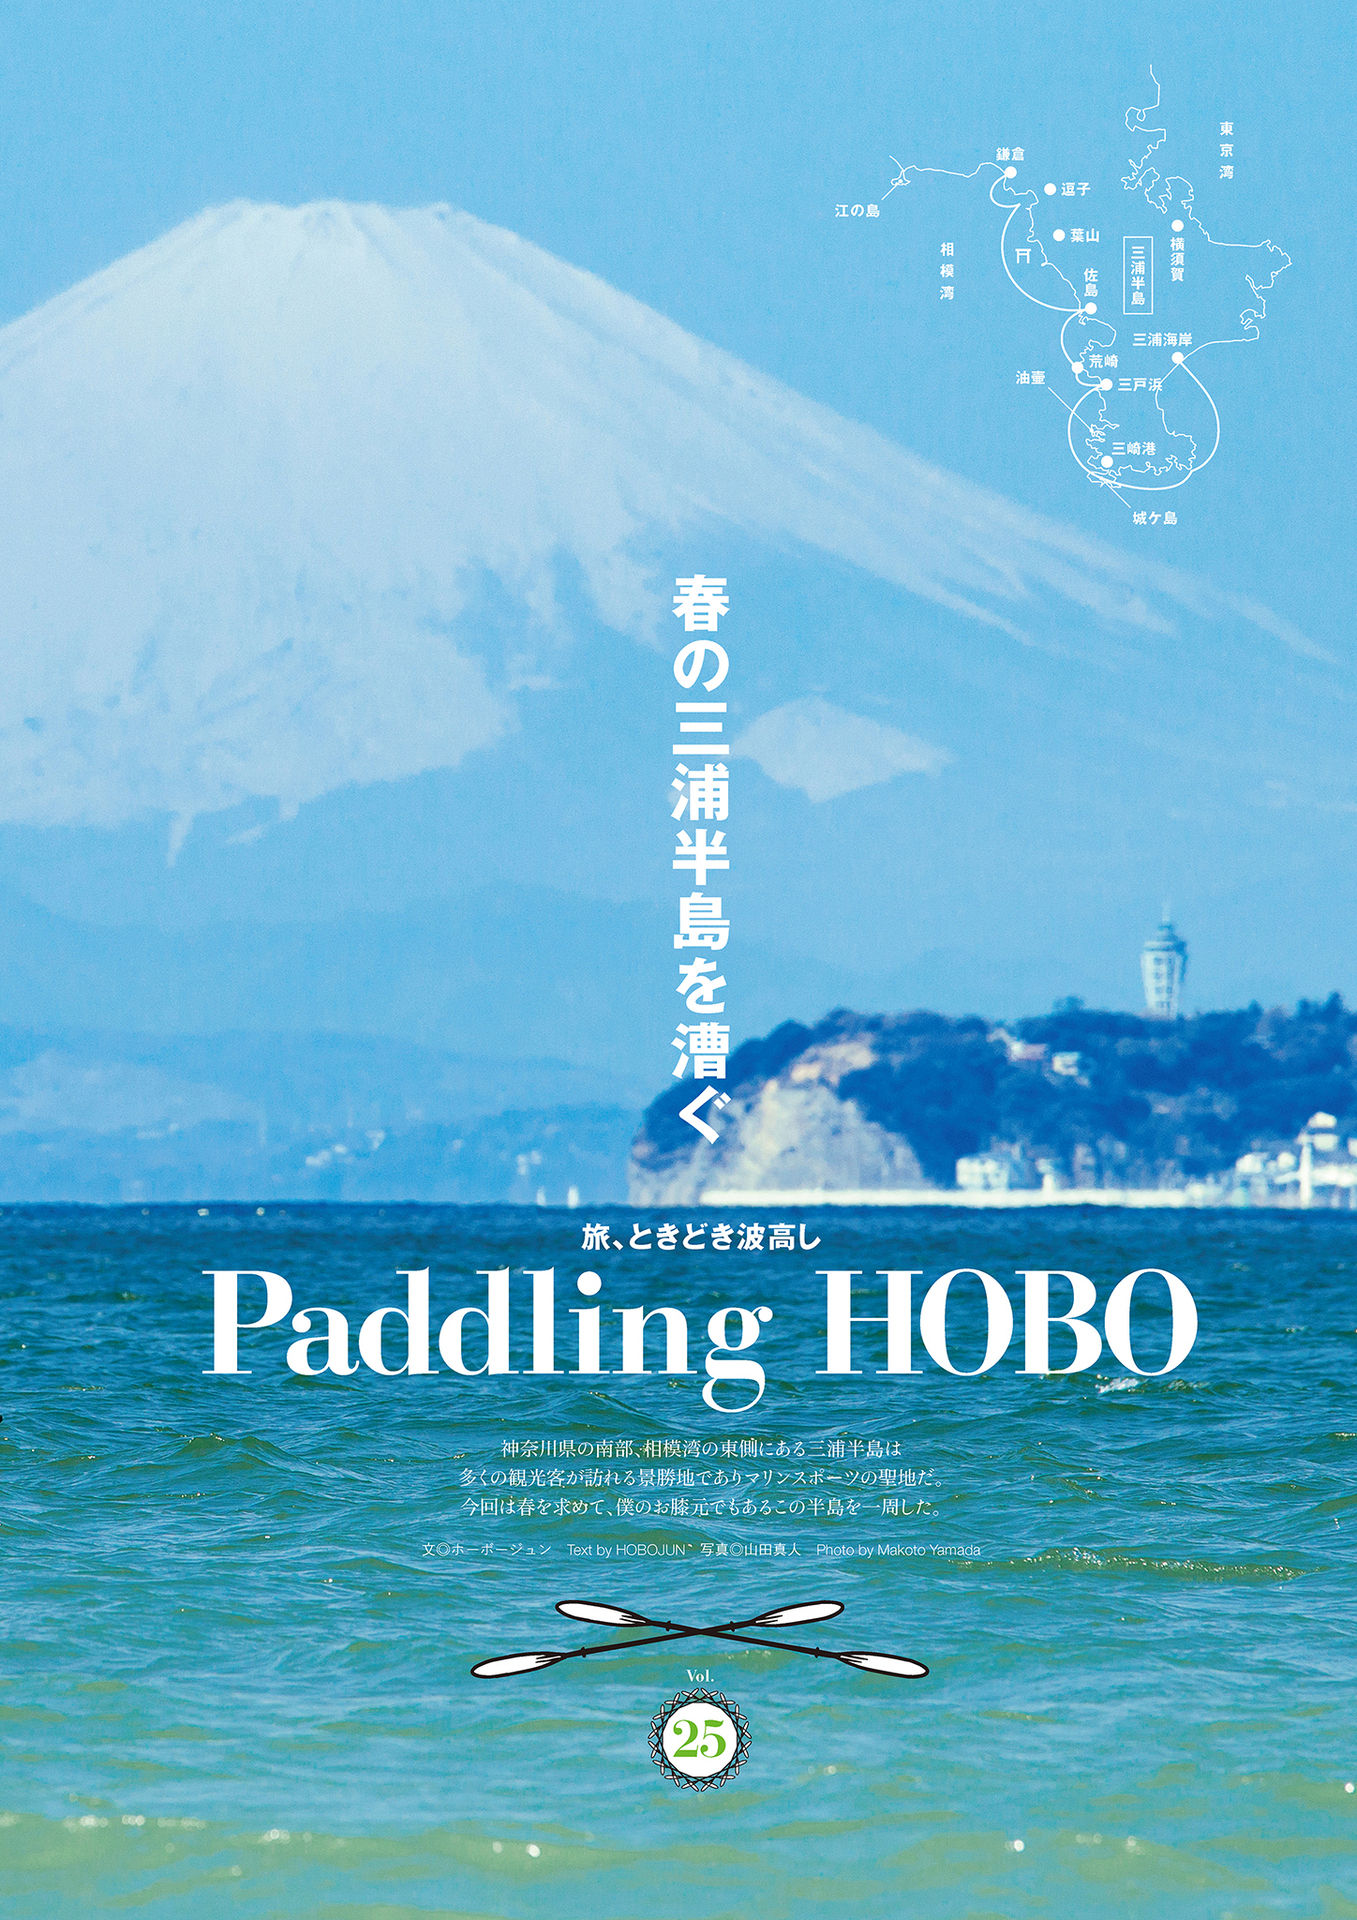 東京湾
鎌倉
逗子
江の島
葉山
横須賀
相模湾
三浦半島
佐島
三浦海岸
荒崎
油壷
三戸浜
三崎港
城ケ島
春の三浦半島を漕ぐ
旅、ときどき波高し
Paddling HOBO
神奈川県の南部、相模湾の東側にある三浦半島は
多くの観光客が訪れる景勝地でありマリンスポーツの聖地だ。
今回は春を求めて、僕のお膝元でもあるこの半島を一周した。
文◎ホーボージュン Text by HOBOJUN` 写真◎山田真人 Photo by Makoto Yamada
Vol.
25